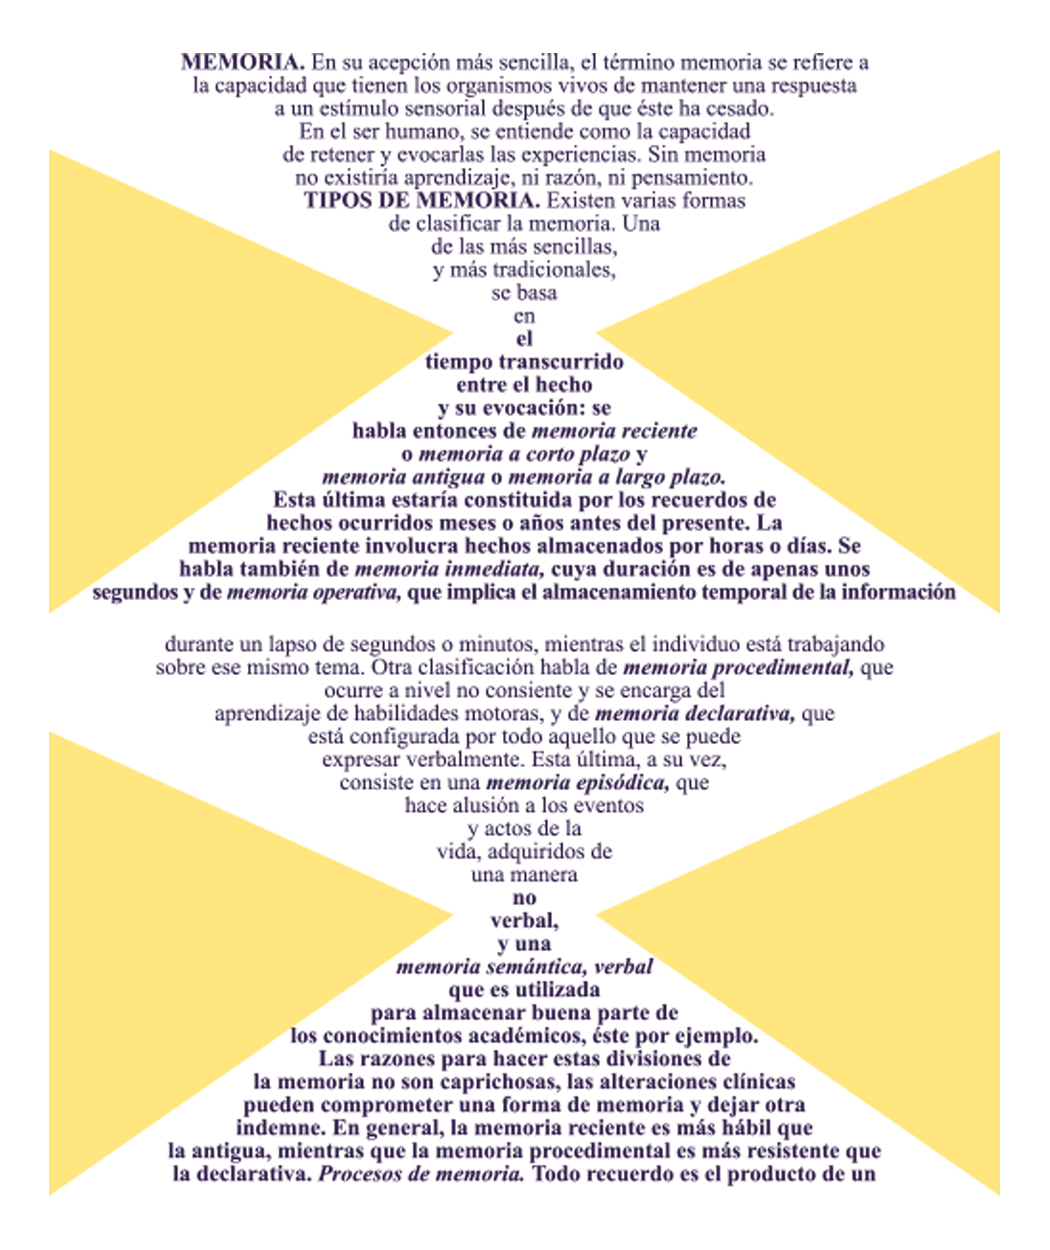 MEMORIA. En su acepción más sencilla, el término memoria se refiere a
la capacidad que tienen los organismos vivos de mantener una respuesta
a un estímulo sensorial después de que éste ha cesado.
En el ser humano, se entiende como la capacidad
de retener y evocarlas las experiencias. Sin memoria
no existiría aprendizaje, ni razón, ni pensamiento.
TIPOS DE MEMORIA. Existen varias formas
de clasificar la memoria. Una
de las más sencillas,
y más tradicionales,
se basa
en
el
tiempo transcurrido
entre el hecho
y su evocación: se
habla entonces de memoria reciente
o memoria a corto plazo y
memoria antigua o memoria a largo plazo.
Esta última estaría constituida por los recuerdos de
hechos ocurridos meses o años antes del presente. La
memoria reciente involucra hechos almacenados por horas o días. Se
habla también de memoria inmediata, cuya duración es de apenas unos
segundos y de memoria operativa, que implica el almacenamiento temporal de la información
durante un lapso de segundos o minutos, mientras el individuo está trabajando
sobre ese mismo tema. Otra clasificación habla de memoria procedimental, que
ocurre a nivel no consiente y se encarga del
aprendizaje de habilidades motoras, y de memoria declarativa, que
está configurada por todo aquello que se puede
expresar verbalmente. Esta última, a su vez,
consiste en una memoria episódica, que
hace alusión a los eventos
y actos de la
vida, adquiridos de
una manera
no
verbal,
y una
memoria semántica, verbal
que es utilizada
para almacenar buena parte de
los conocimientos académicos, éste por ejemplo.
Las razones para hacer estas divisiones de
la memoria no son caprichosas, las alteraciones clínicas
pueden comprometer una forma de memoria y dejar otra
indemne. En general, la memoria reciente es más hábil que
la antigua, mientras que la memoria procedimental es más resistente que
la declarativa. Procesos de memoria. Todo recuerdo es el producto de un